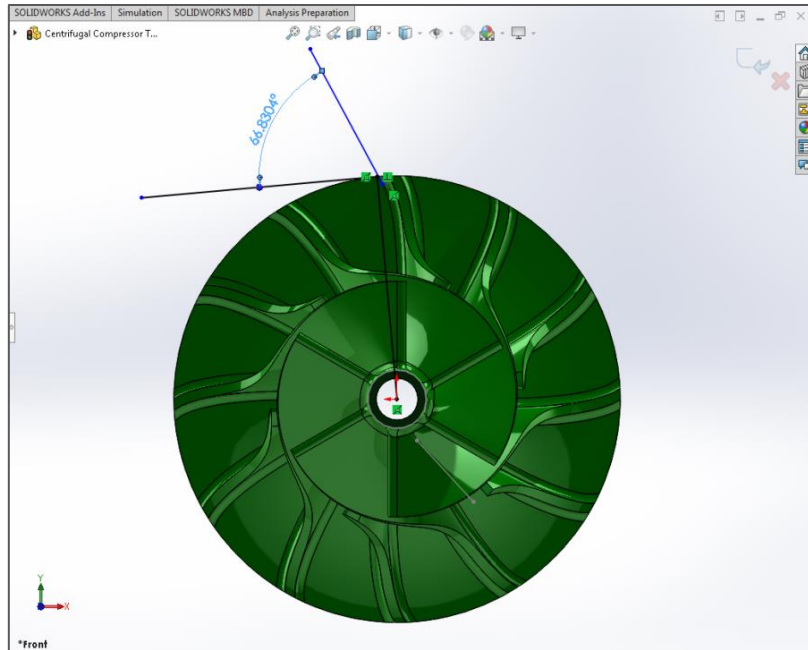 SOLIDWORKS Add-Ins Simulation SOLIDWORKS MBD Analysis Preparation
Centrifugal Compressor T...
66.8304°
Y
X
*Front